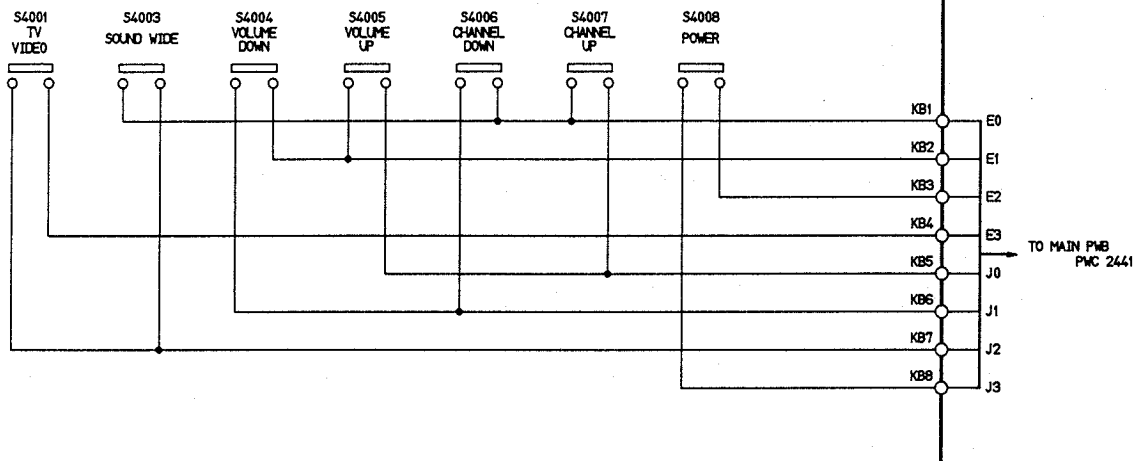 S4001
TV
VIDEO
S4003
SOUND WIDE
S4004
VOLUME
DOWN
S4005
VOLUME
UP
S4006
CHANNEL
DOWN
S4007
CHANNEL
UP
S4008
POWER
KB1
E0
KB2
E1
KB3
E2
KB4
E3
TO MAIN PWB
PWC 2441
KB5
J0
KB6
J1
KB7
J2
KB8
J3